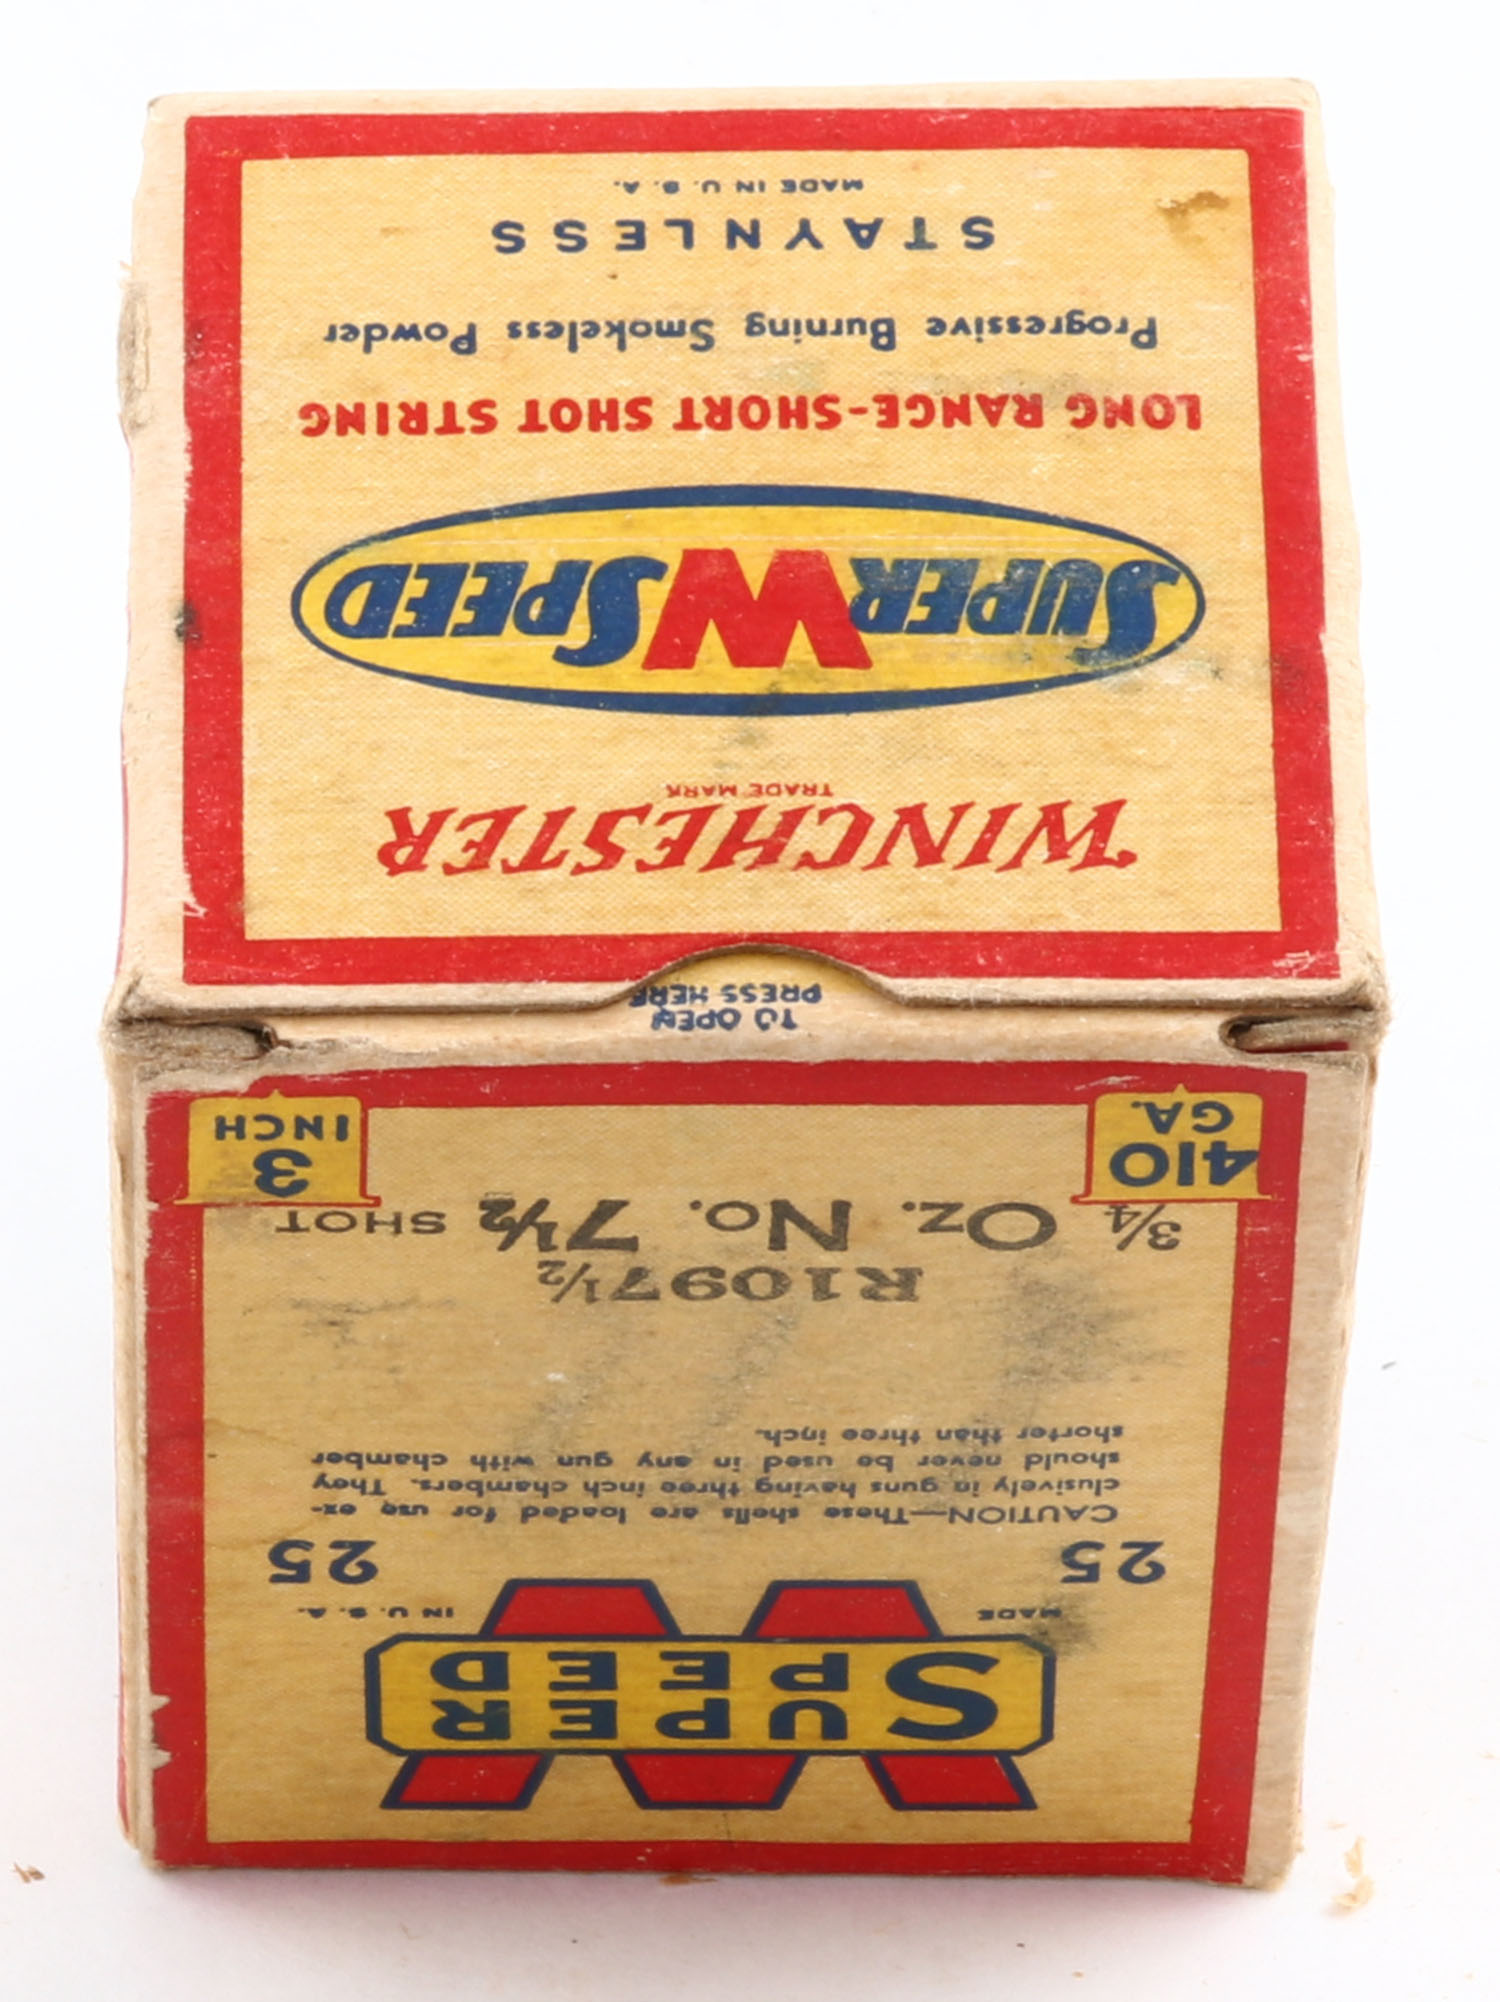 SUPER
SPEED
MADE IN U.S.A.
25 25
CAUTION—These shells are loaded for use ex-
clusively in guns having three inch chambers. They
should never be used in any gun with chamber
shorter than three inch.
R1097½
¾ Oz. No. 7½ SHOT
410
GA.
3
INCH
TO OPEN
PRESS HERE
WINCHESTER
TRADE MARK
SUPER W SPEED
LONG RANGE-SHORT SHOT STRING
Progressive Burning Smokeless Powder
STAYNLESS
MADE IN U.S.A.